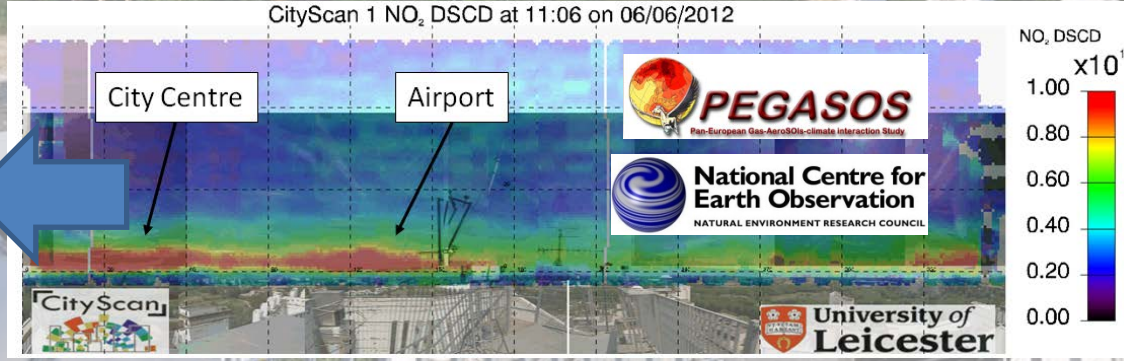 CityScan 1 NO₂ DSCD at 11:06 on 06/06/2012
NO₂ DSCD
x10
1.00
0.80
0.60
0.40
0.20
0.00
City Centre
Airport
PEGASOS
Pan-European Gas-AeroSOls-climate interaction Study
National Centre for
Earth Observation
NATURAL ENVIRONMENT RESEARCH COUNCIL
CityScan
University of
Leicester